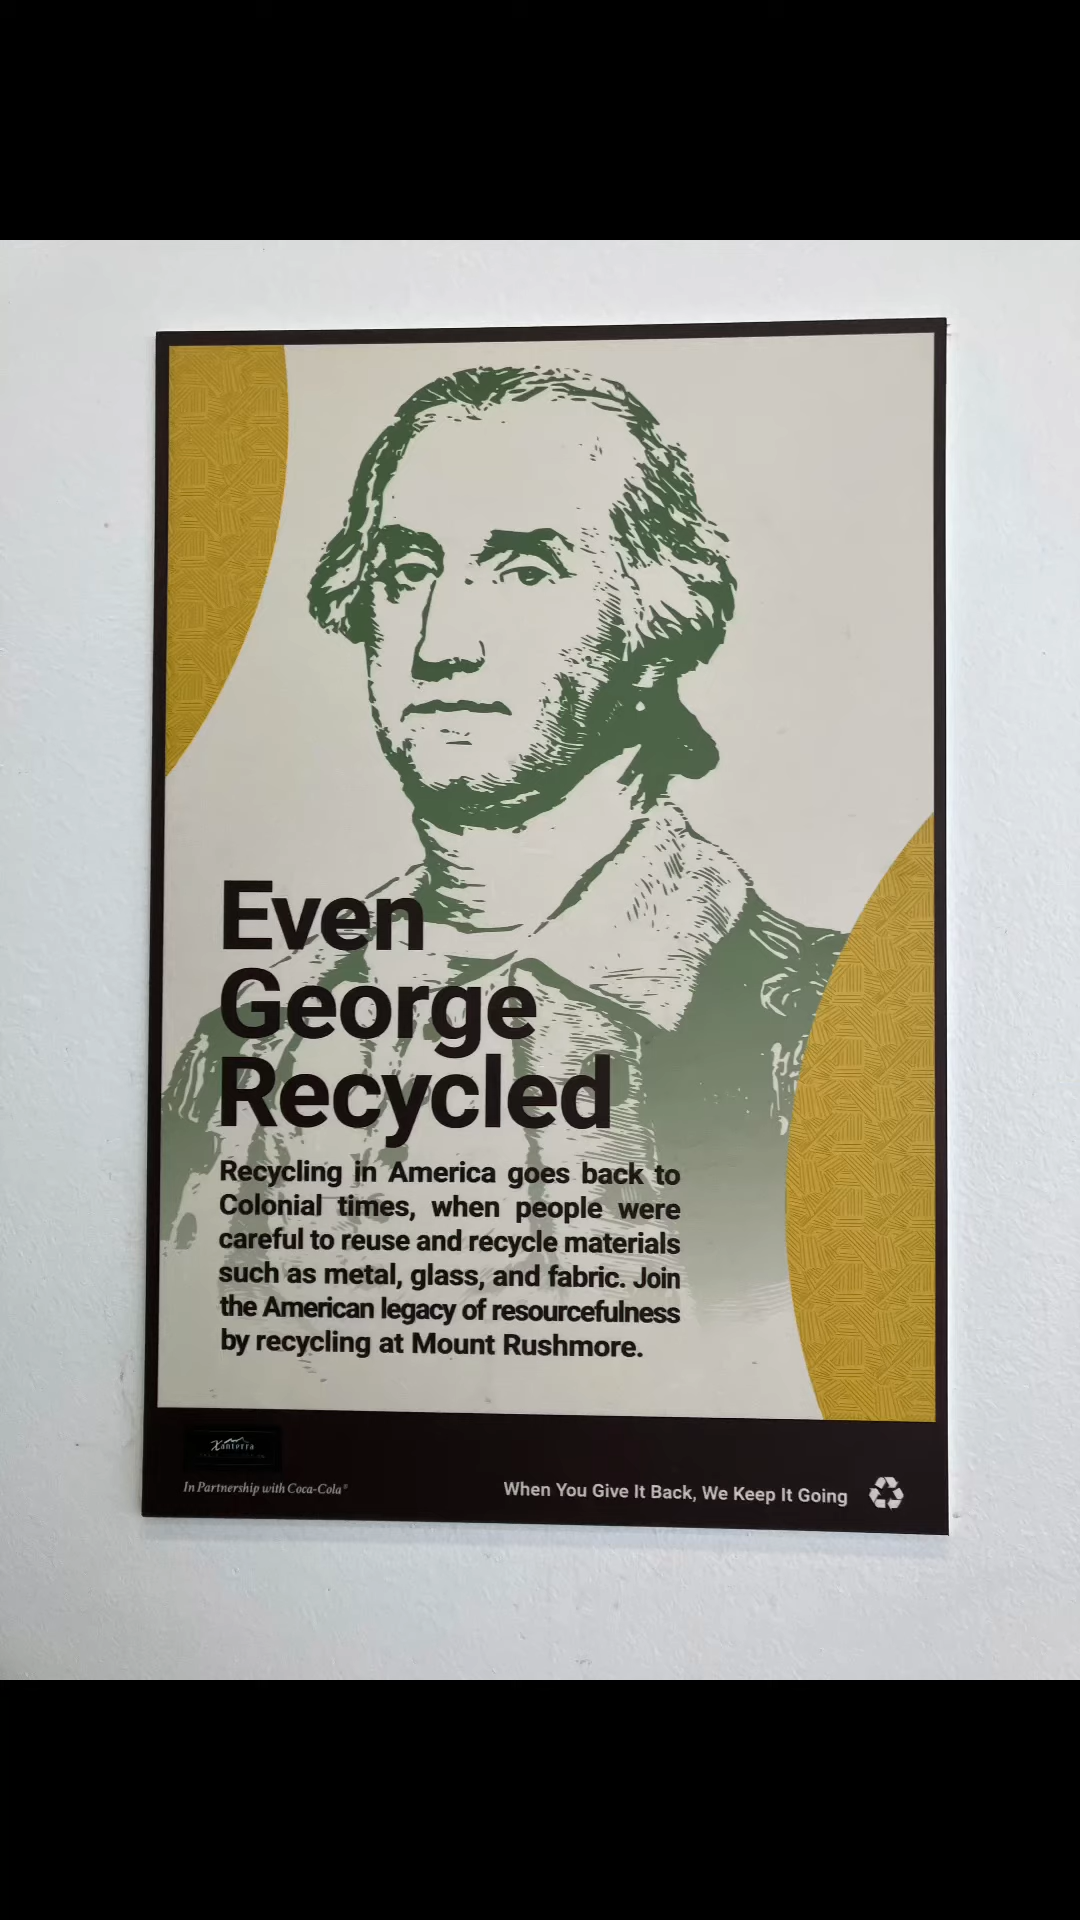 Even
George
Recycled
Recycling in America goes back to
Colonial times, when people were
careful to reuse and recycle materials
such as metal, glass, and fabric. Join
the American legacy of resourcefulness
by recycling at Mount Rushmore.
Xanterra
In Partnership with Coca-Cola®
When You Give It Back, We Keep It Going